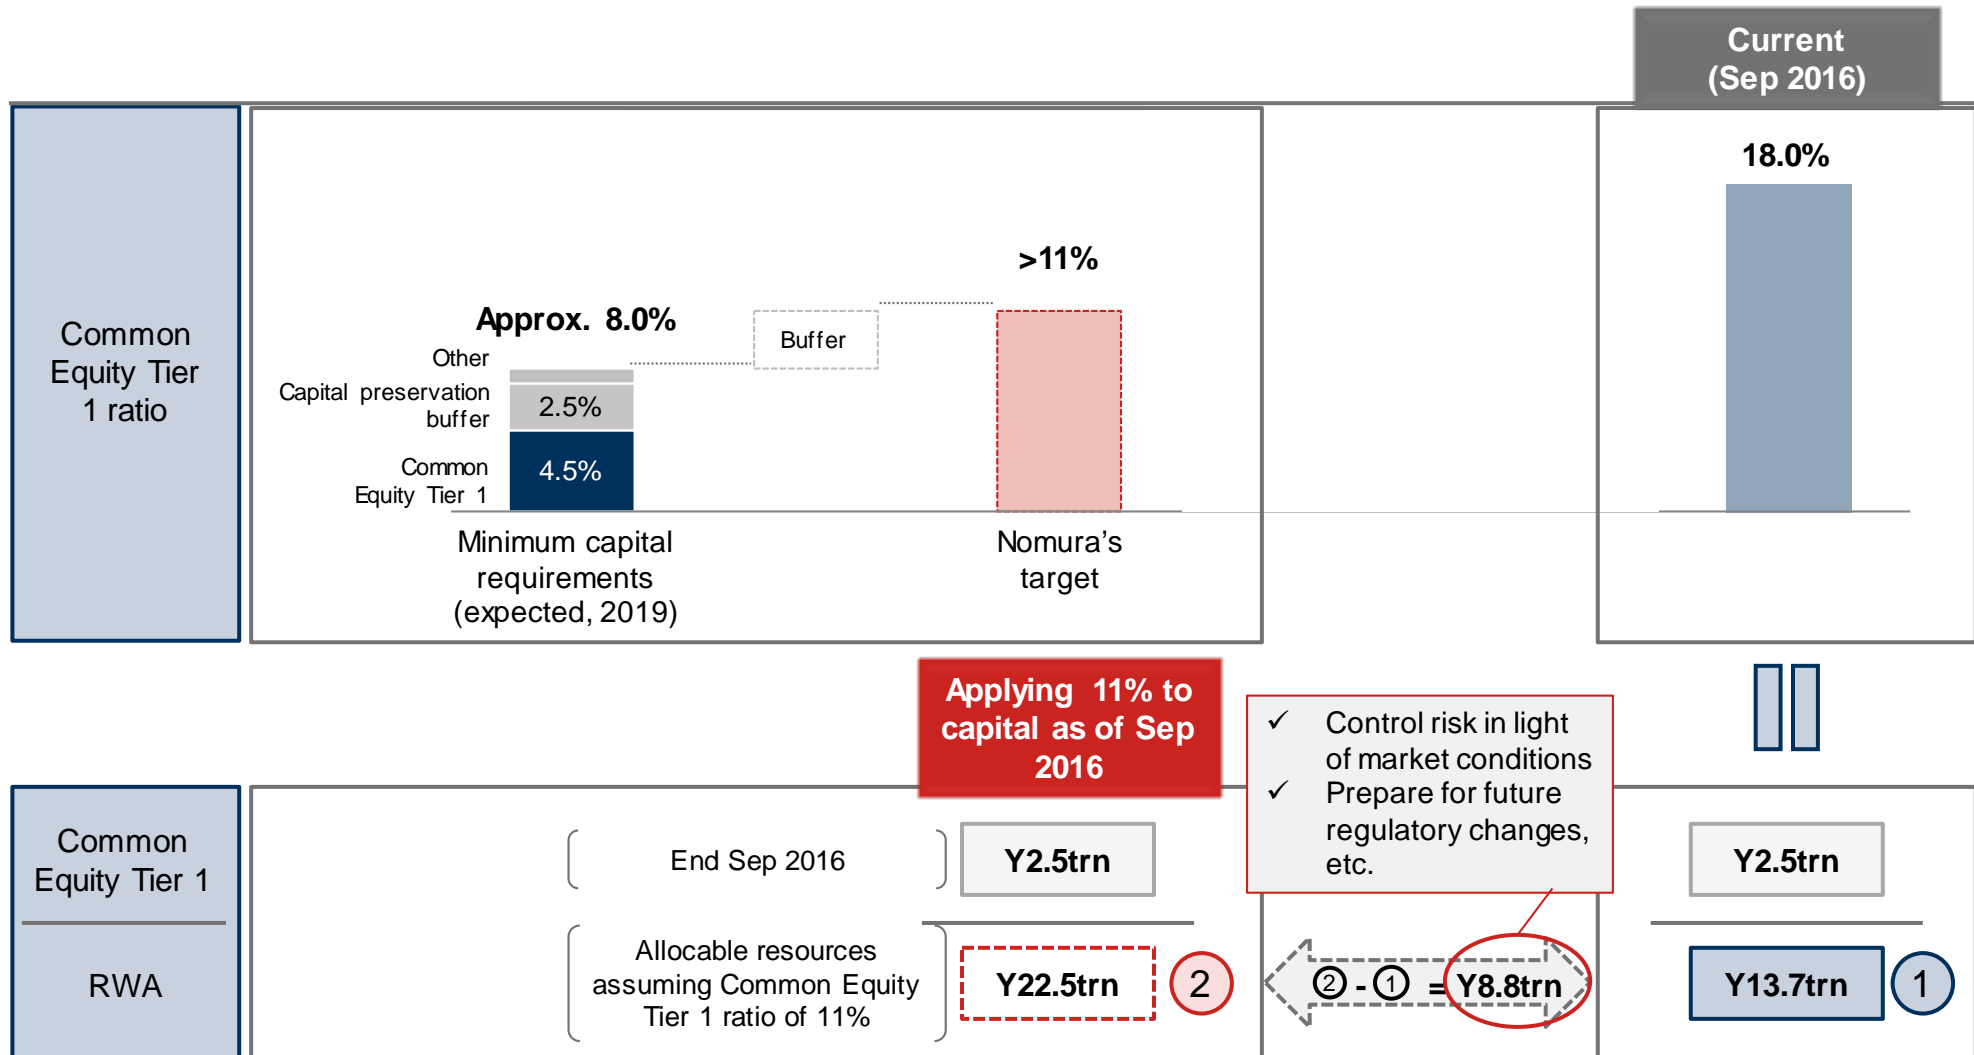 Current
(Sep 2016)
Common
Equity Tier
1 ratio
18.0%
>11%
Approx. 8.0%
Buffer
Other
Capital preservation
buffer
2.5%
Common
Equity Tier 1
4.5%
Minimum capital
requirements
(expected, 2019)
Nomura’s
target
Applying 11% to
capital as of Sep
2016
✓ Control risk in light
of market conditions
✓ Prepare for future
regulatory changes,
etc.
Common
Equity Tier 1
End Sep 2016
Y2.5trn
Y2.5trn
RWA
Allocable resources
assuming Common Equity
Tier 1 ratio of 11%
Y22.5trn
2
② - ① = Y8.8trn
Y13.7trn
1